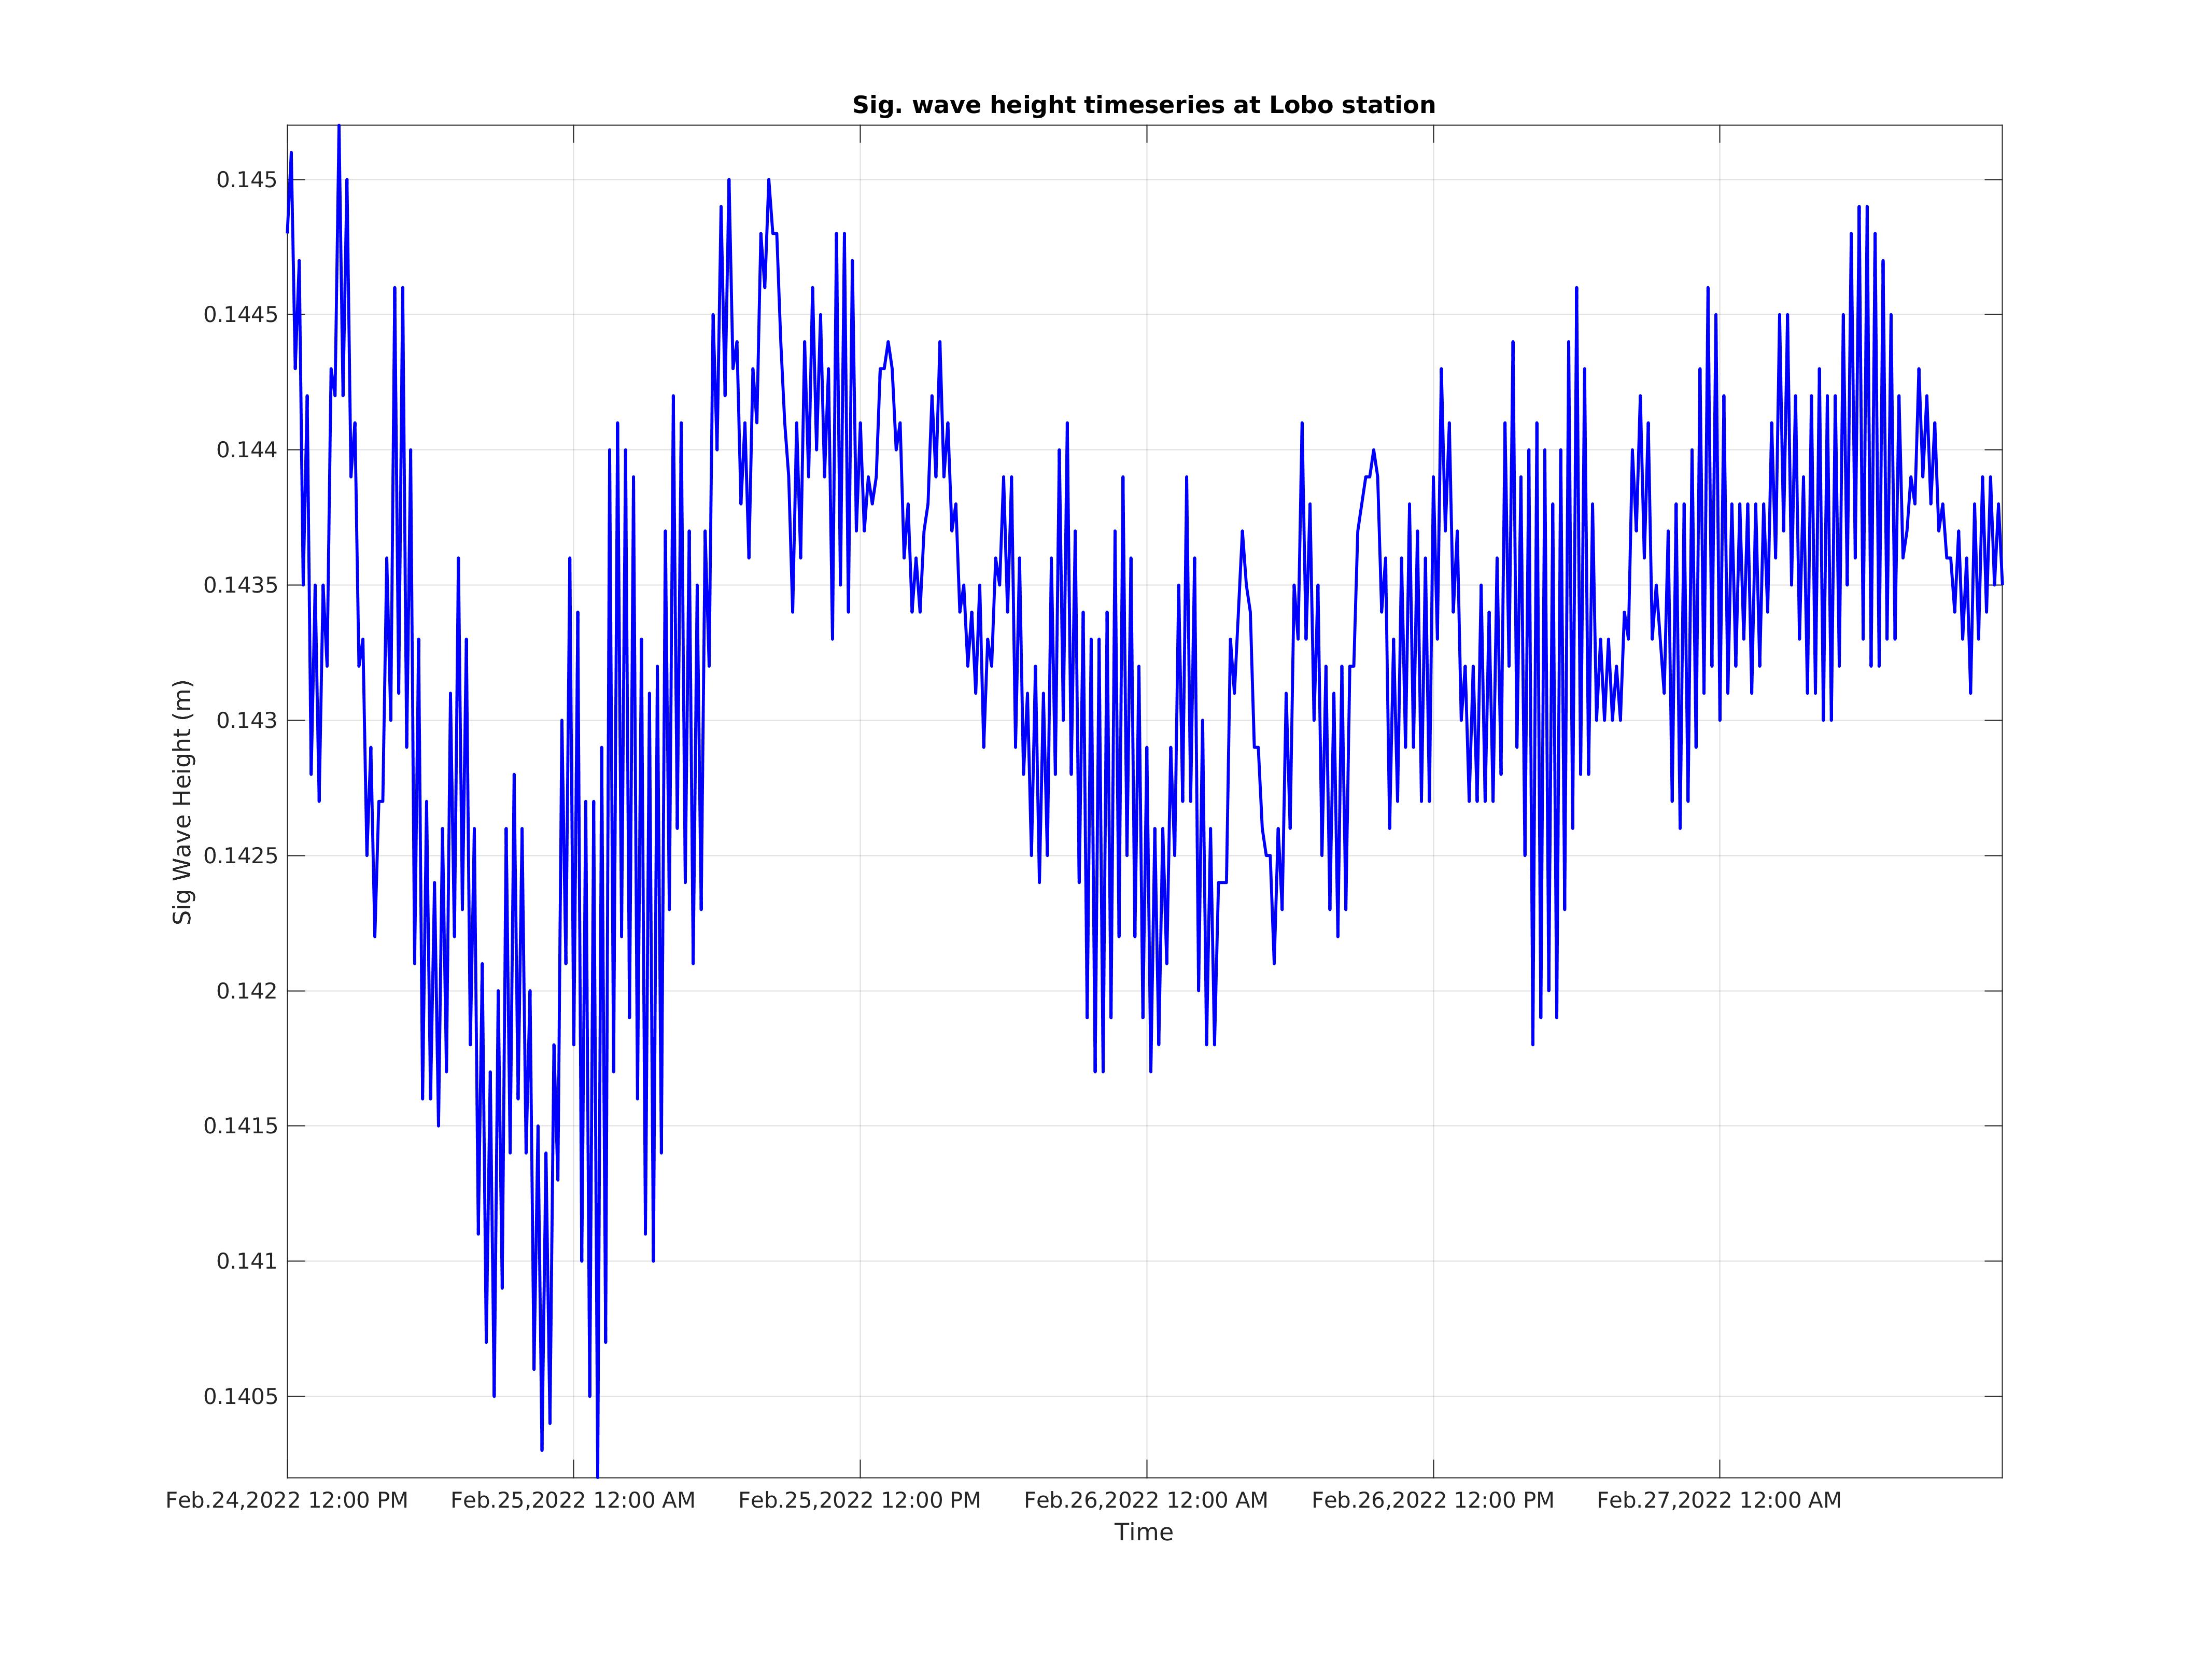 Sig. wave height timeseries at Lobo station
0.145
0.1445
0.144
0.1435
0.143
0.1425
0.142
0.1415
0.141
0.1405
Sig Wave Height (m)
Feb.24,2022 12:00 PM Feb.25,2022 12:00 AM Feb.25,2022 12:00 PM Feb.26,2022 12:00 AM Feb.26,2022 12:00 PM Feb.27,2022 12:00 AM
Time